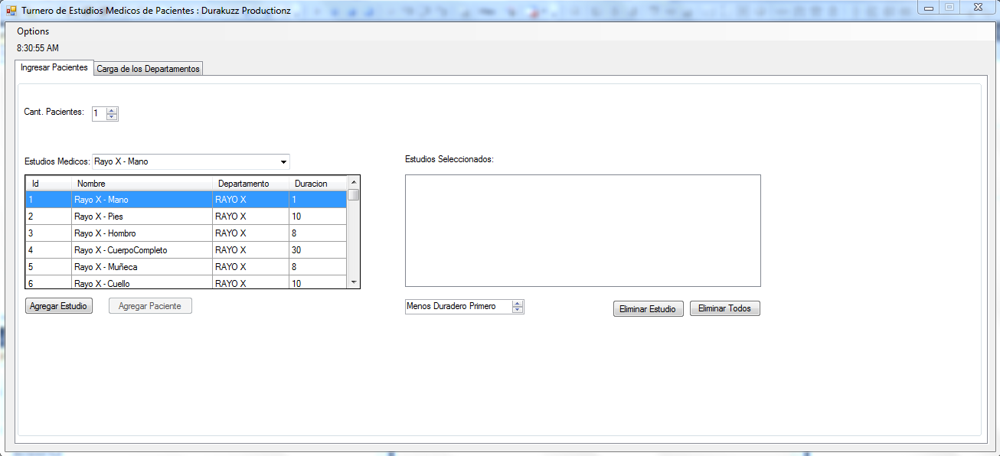 Turnero de Estudios Medicos de Pacientes : Durakuzz Productionz
Options
8:30:55 AM
Ingresar Pacientes Carga de los Departamentos
Cant. Pacientes: 1
Estudios Medicos: Rayo X - Mano
Id Nombre Departamento Duracion
1 Rayo X - Mano RAYO X 1
2 Rayo X - Pies RAYO X 10
3 Rayo X - Hombro RAYO X 8
4 Rayo X - CuerpoCompleto RAYO X 30
5 Rayo X - Muñeca RAYO X 8
6 Rayo X - Cuello RAYO X 10
Agregar Estudio Agregar Paciente
Estudios Seleccionados:
Menos Duradero Primero
Eliminar Estudio Eliminar Todos